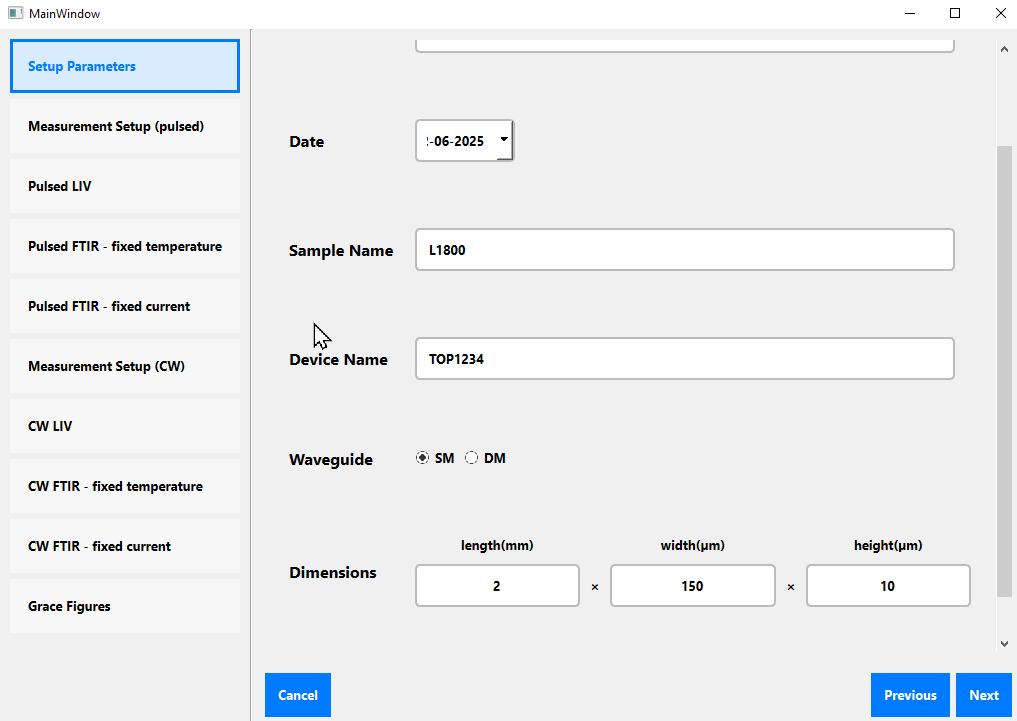 MainWindow
Setup Parameters
Measurement Setup (pulsed)
Pulsed LIV
Pulsed FTIR - fixed temperature
Pulsed FTIR - fixed current
Measurement Setup (CW)
CW LIV
CW FTIR - fixed temperature
CW FTIR - fixed current
Grace Figures
Date -06-2025
Sample Name L1800
Device Name TOP1234
Waveguide SM DM
length(mm) width(μm) height(μm)
Dimensions 2 × 150 × 10
Cancel Previous Next